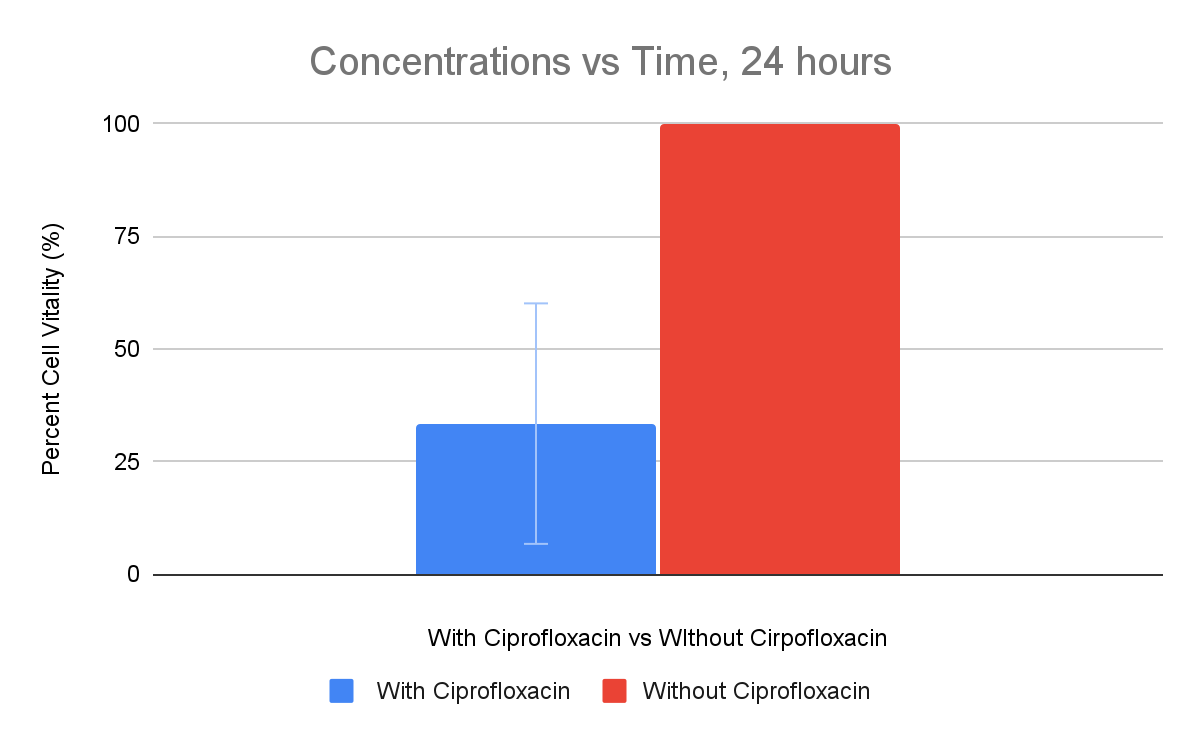 Concentrations vs Time, 24 hours
100
75
50
25
0
Percent Cell Vitality (%)
With Ciprofloxacin vs WIthout Cirpofloxacin
With Ciprofloxacin
Without Ciprofloxacin